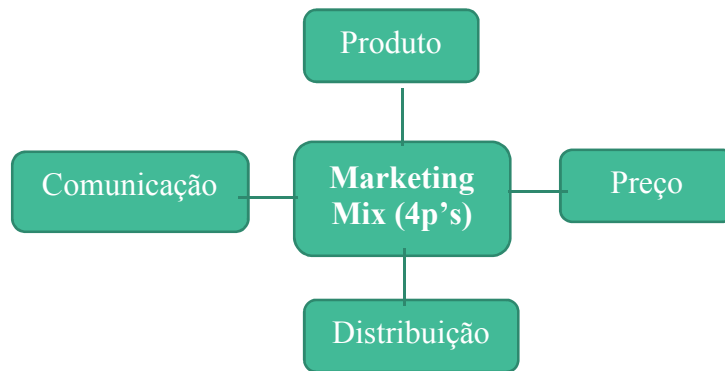 Produto
Comunicação
Marketing
Mix (4p’s)
Preço
Distribuição